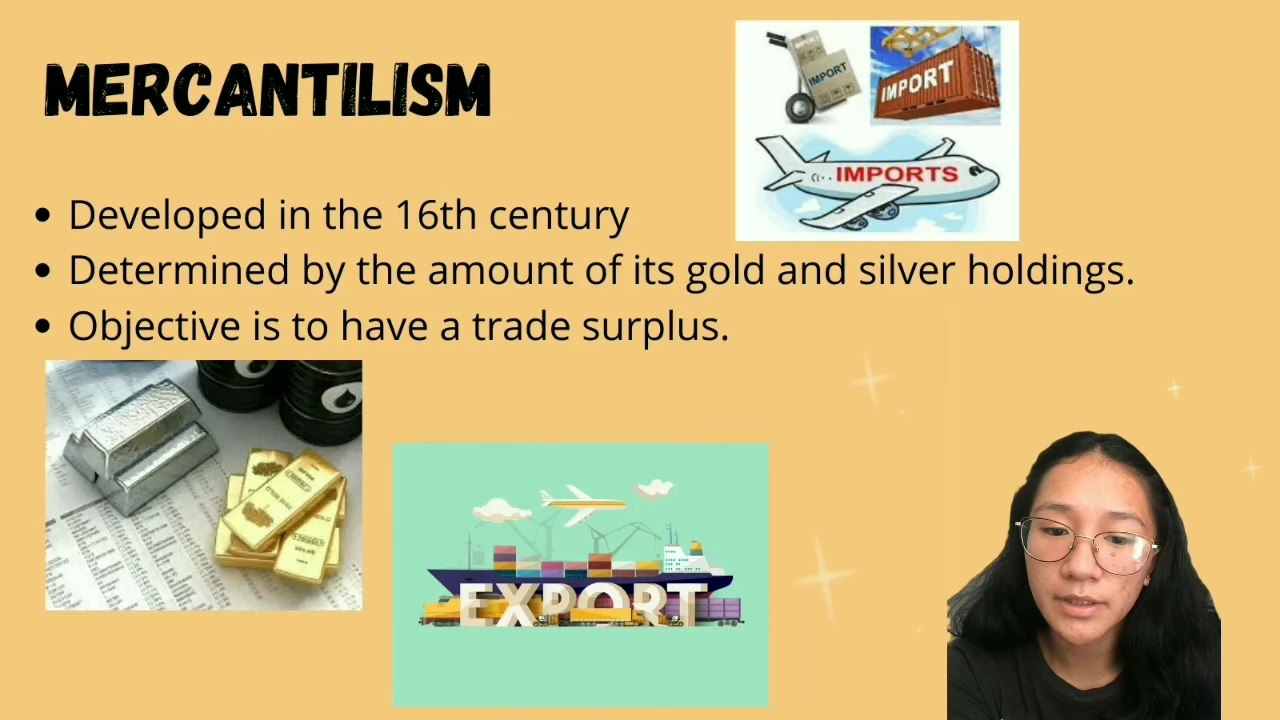 MERCANTILISM
IMPORT
IMPORT
IMPORTS
• Developed in the 16th century
• Determined by the amount of its gold and silver holdings.
• Objective is to have a trade surplus.
EXPORT